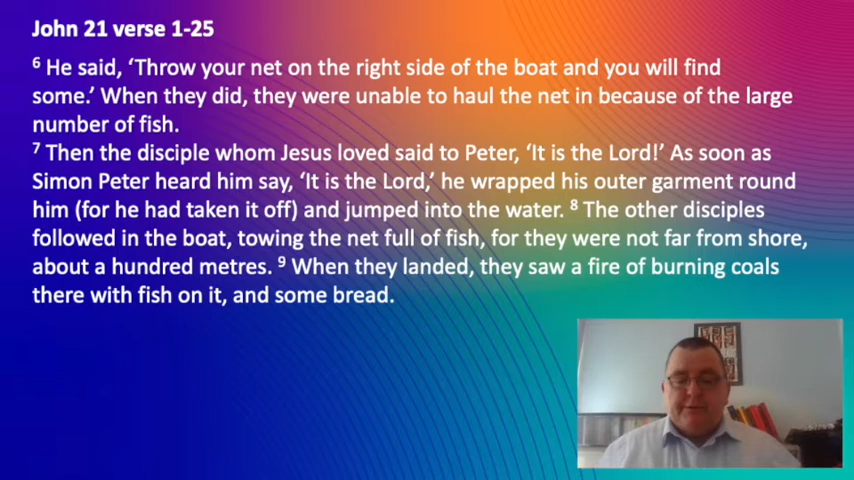 John 21 verse 1-25
⁶ He said, ‘Throw your net on the right side of the boat and you will find
some.’ When they did, they were unable to haul the net in because of the large
number of fish.
⁷ Then the disciple whom Jesus loved said to Peter, ‘It is the Lord!’ As soon as
Simon Peter heard him say, ‘It is the Lord,’ he wrapped his outer garment round
him (for he had taken it off) and jumped into the water. ⁸ The other disciples
followed in the boat, towing the net full of fish, for they were not far from shore,
about a hundred metres. ⁹ When they landed, they saw a fire of burning coals
there with fish on it, and some bread.